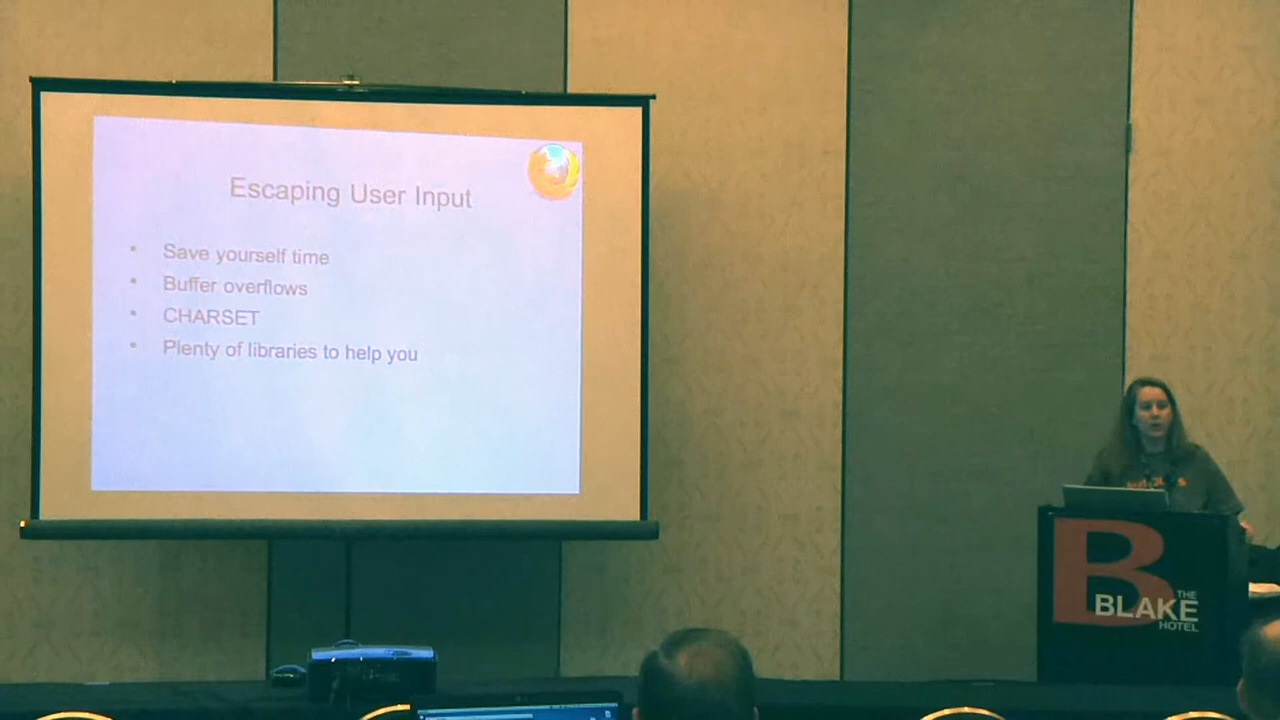 Escaping User Input
• Save yourself time
• Buffer overflows
• CHARSET
• Plenty of libraries to help you
B
THE
BLAKE
HOTEL